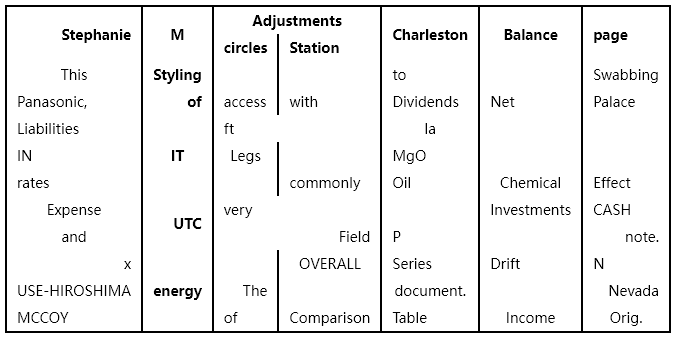 Stephanie M Adjustments Charleston Balance page
circles Station
This Styling to Swabbing
Panasonic, of access with Dividends Net Palace
Liabilities ft la
IN IT Legs MgO
rates commonly Oil Chemical Effect
Expense UTC very Investments CASH
and Field P note.
x OVERALL Series Drift N
USE-HIROSHIMA energy The document. Nevada
MCCOY of Comparison Table Income Orig.